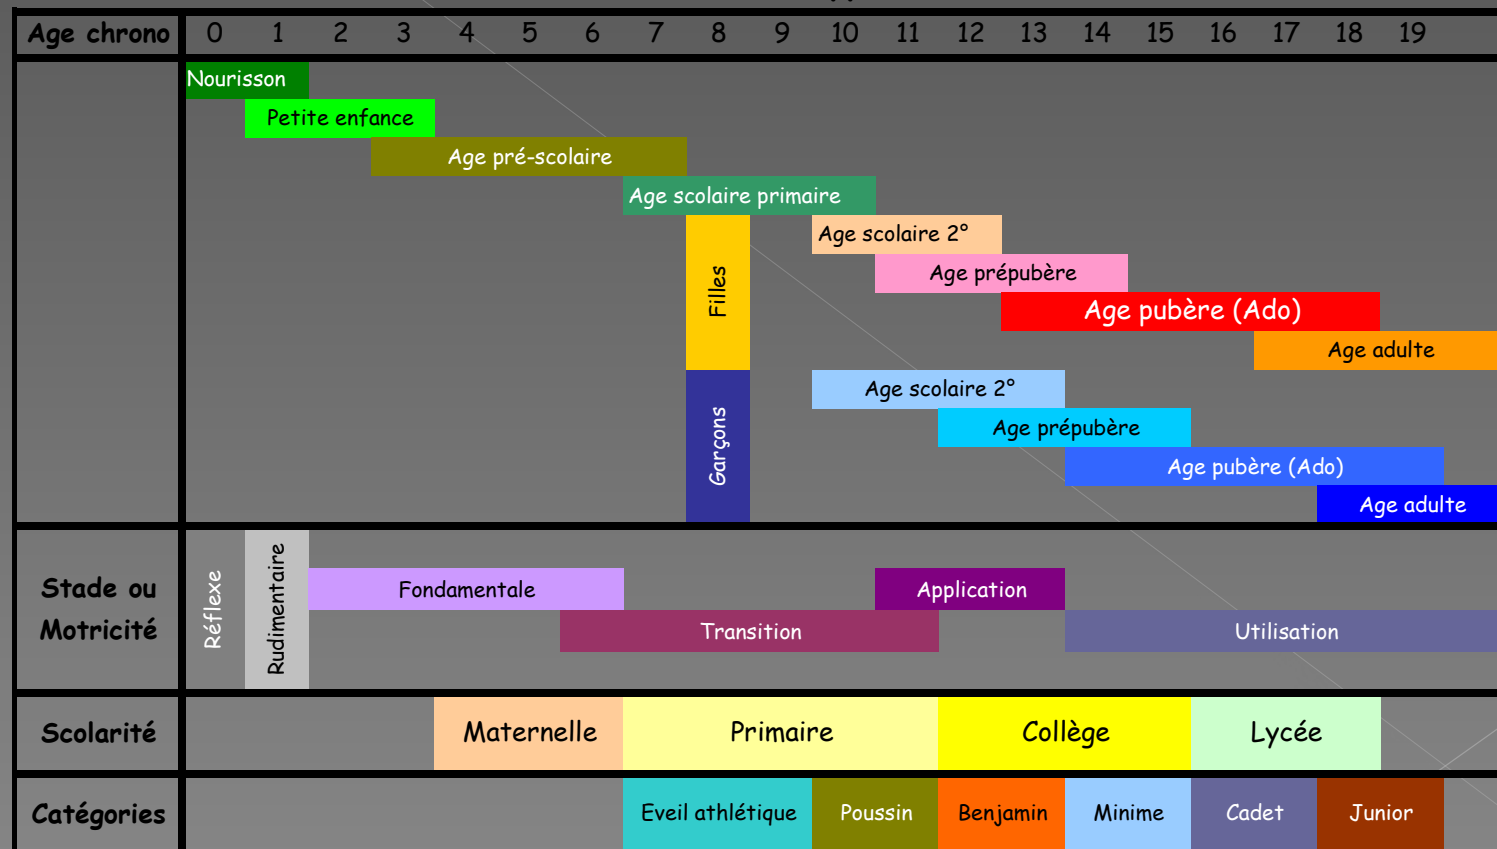 Age chrono 0 1 2 3 4 5 6 7 8 9 10 11 12 13 14 15 16 17 18 19
Nourisson
Petite enfance
Age pré-scolaire
Age scolaire primaire
Filles
Age scolaire 2°
Age prépubère
Age pubère (Ado)
Age adulte
Garçons
Age scolaire 2°
Age prépubère
Age pubère (Ado)
Age adulte
Stade ou
Motricité
Réflexe
Rudimentaire
Fondamentale
Application
Transition
Utilisation
Scolarité Maternelle Primaire Collège Lycée
Catégories Eveil athlétique Poussin Benjamin Minime Cadet Junior